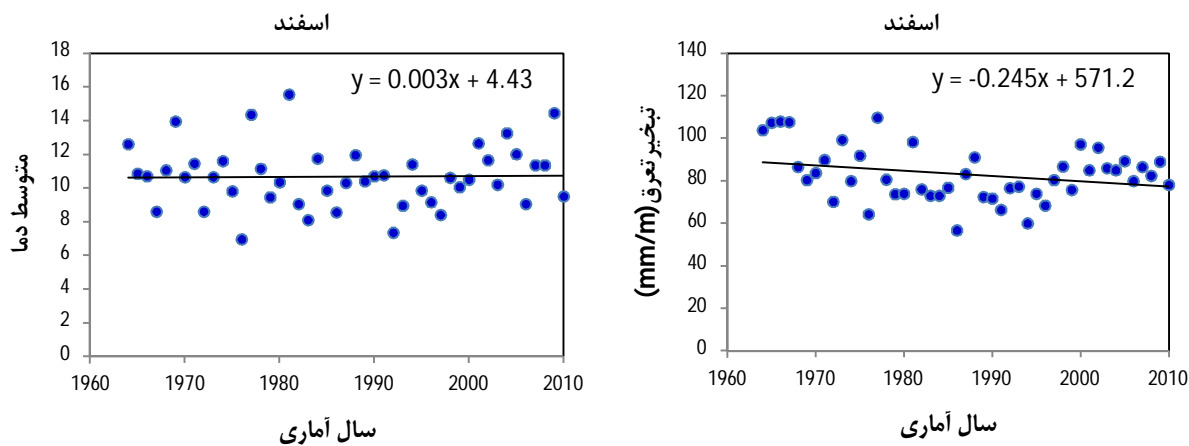 اسفند
y = 0.003x + 4.43
18
16
14
12
10
8
6
4
2
0
متوسط دما
1960 1970 1980 1990 2000 2010
سال آماری
اسفند
y = -0.245x + 571.2
140
120
100
80
60
40
20
0
تبخیرتعرق(mm/m)
1960 1970 1980 1990 2000 2010
سال آماری